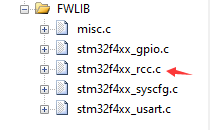 FWLIB
misc.c
stm32f4xx_gpio.c
stm32f4xx_rcc.c
stm32f4xx_syscfg.c
stm32f4xx_usart.c